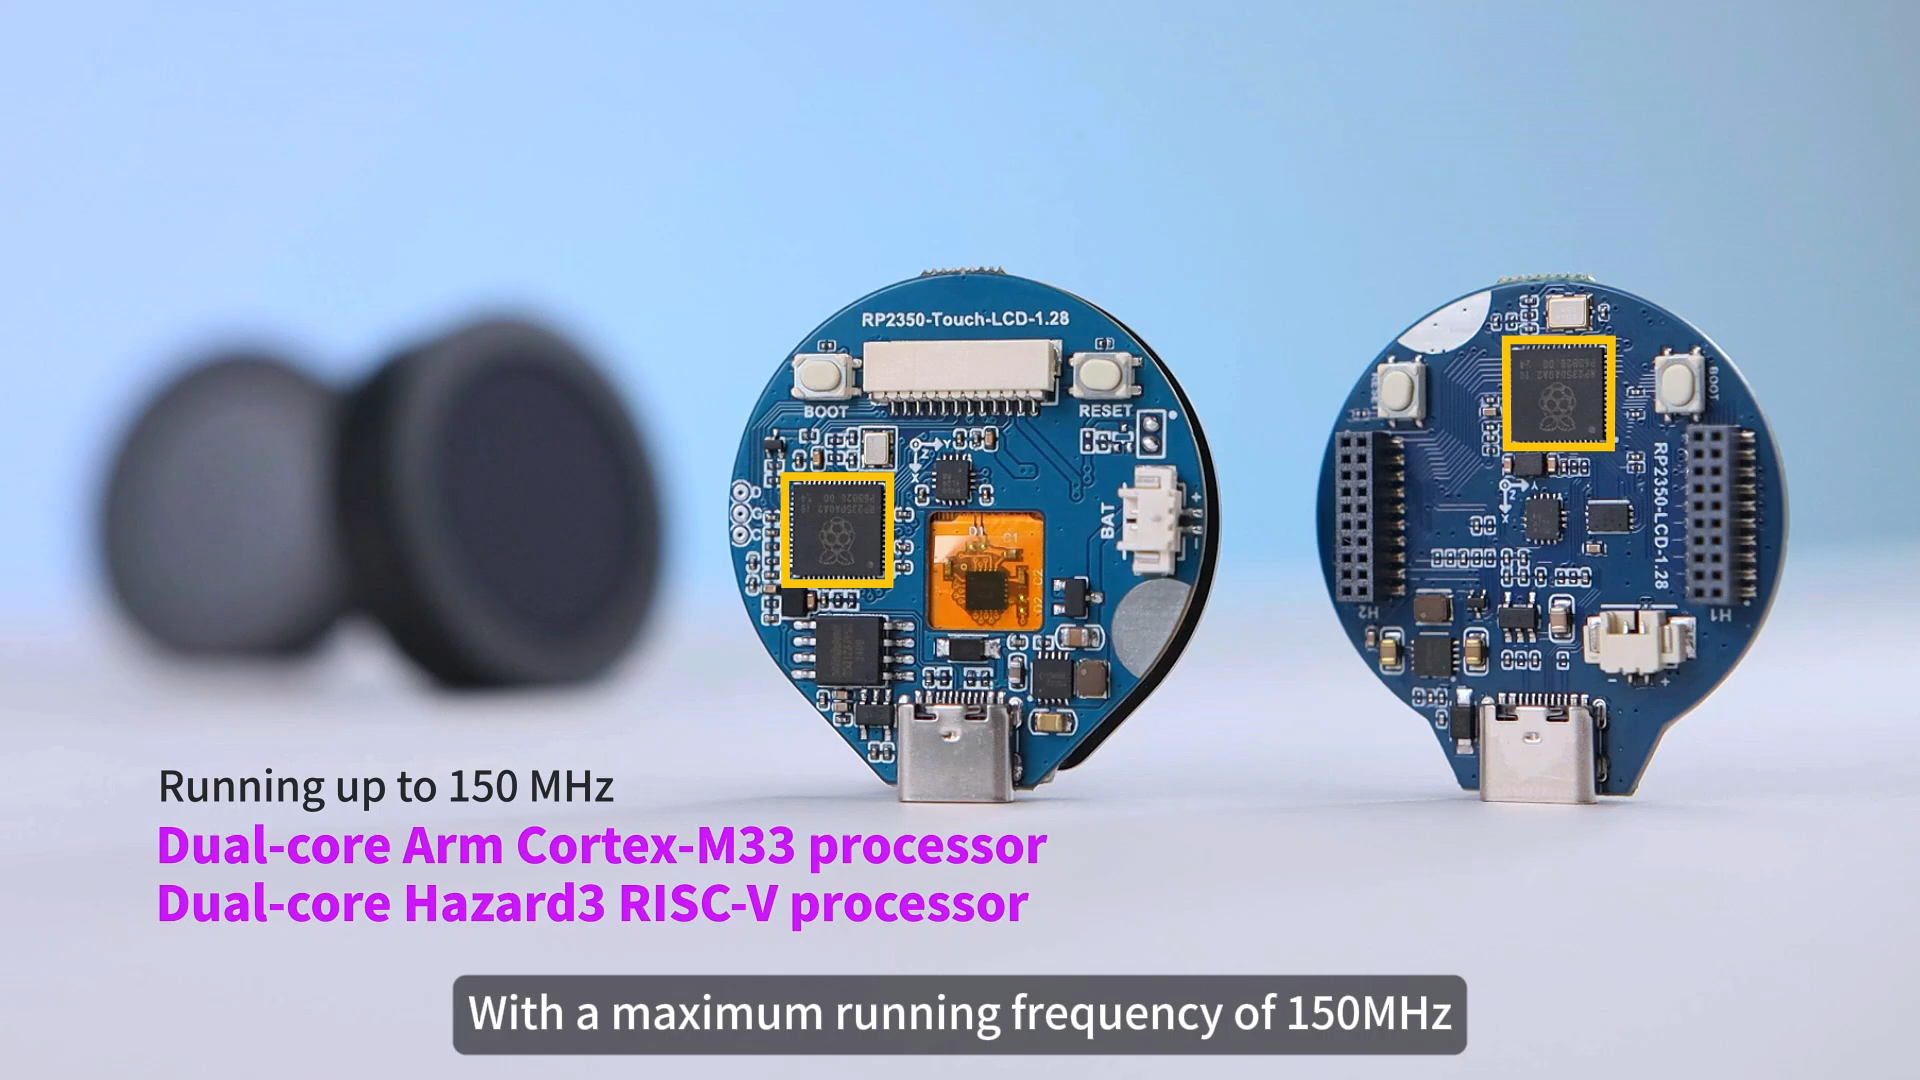 RP2350-Touch-LCD-1.28
BOOT
RESET
BAT
RP2350-LCD-1.28
BOOT
H2
H1
Running up to 150 MHz
Dual-core Arm Cortex-M33 processor
Dual-core Hazard3 RISC-V processor
With a maximum running frequency of 150MHz